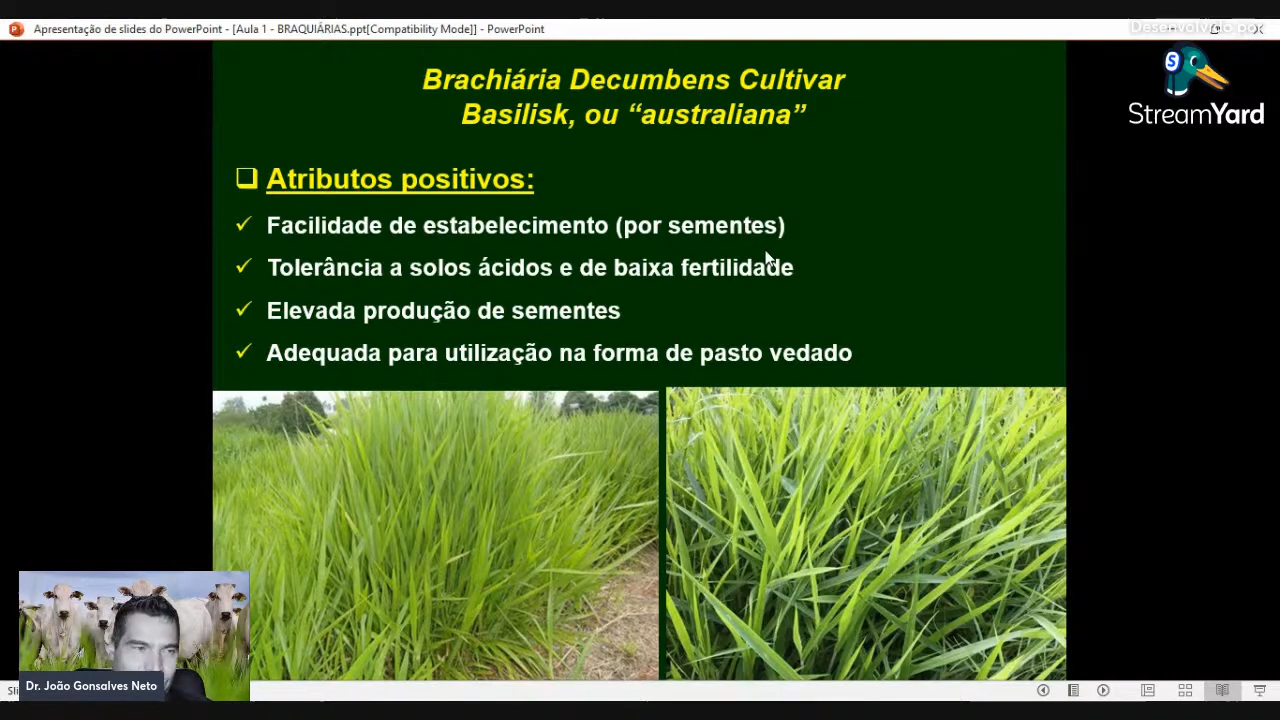 Apresentação de slides do PowerPoint - [Aula 1 - BRAQUIÁRIAS.ppt[Compatibility Mode]] - PowerPoint
Desenvolvido por
StreamYard
Brachiária Decumbens Cultivar
Basilisk, ou “australiana”
Atributos positivos:
Facilidade de estabelecimento (por sementes)
Tolerância a solos ácidos e de baixa fertilidade
Elevada produção de sementes
Adequada para utilização na forma de pasto vedado
Dr. João Gonsalves Neto